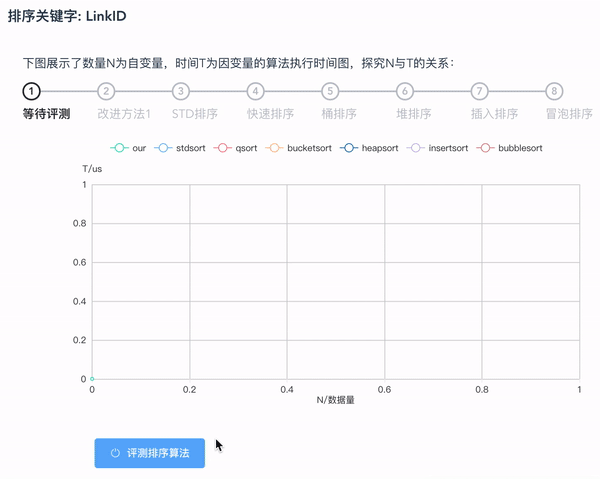 排序关键字: LinkID
下图展示了数量N为自变量，时间T为因变量的算法执行时间图，探究N与T的关系：
1 2 3 4 5 6 7 8
等待评测 改进方法1 STD排序 快速排序 桶排序 堆排序 插入排序 冒泡排序
our stdsort qsort bucketsort heapsort insertsort bubblesort
T/us
1
0.8
0.6
0.4
0.2
0
0 0.2 0.4 0.6 0.8 1
N/数据量
评测排序算法